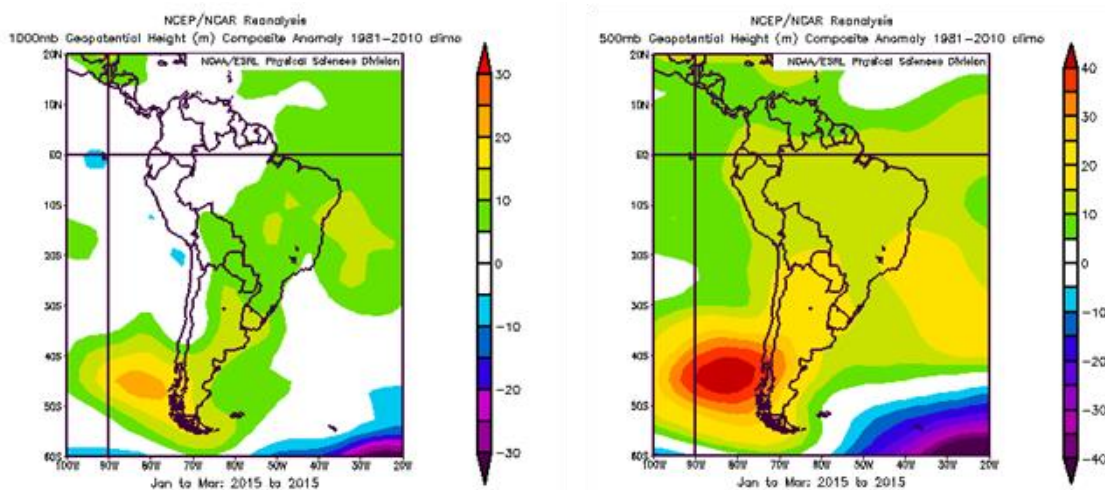 NCEP/NCAR Reanalysis
1000mb Geopotential Height (m) Composite Anomaly 1981-2010 climo
NOAA/ESRL Physical Sciences Division
20N
10N
EQ
10S
20S
30S
40S
50S
60S
100W 90W 80W 70W 60W 50W 40W 30W 20W
Jan to Mar: 2015 to 2015
30
20
10
0
-10
-20
-30
NCEP/NCAR Reanalysis
500mb Geopotential Height (m) Composite Anomaly 1981-2010 climo
NOAA/ESRL Physical Sciences Division
20N
10N
EQ
10S
20S
30S
40S
50S
60S
100W 90W 80W 70W 60W 50W 40W 30W 20W
Jan to Mar: 2015 to 2015
40
30
20
10
0
-10
-20
-30
-40